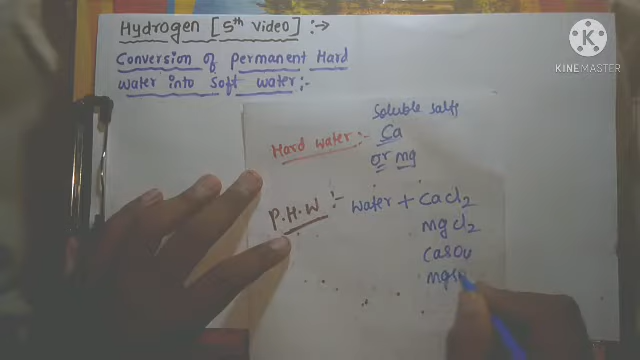 Hydrogen [5th Video] :→
Conversion of permanent Hard
Water into Soft water:-
Soluble salts
Hard water :- Ca
or mg
P.H.W :- water + CaCl2
MgCl2
CaSO4
K
KINEMASTER